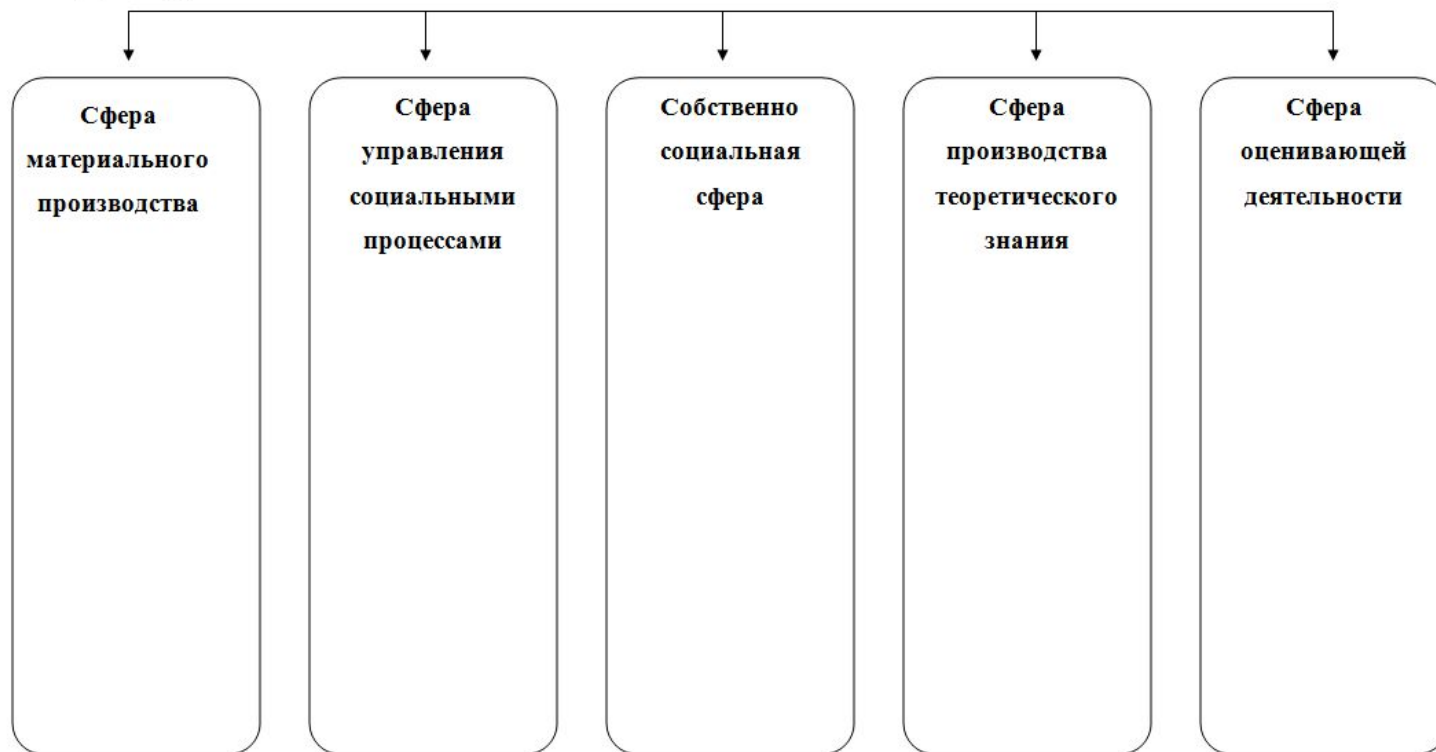 Сфера
материального
производства
Сфера
управления
социальными
процессами
Собственно
социальная
сфера
Сфера
производства
теоретического
знания
Сфера
оценивающей
деятельности